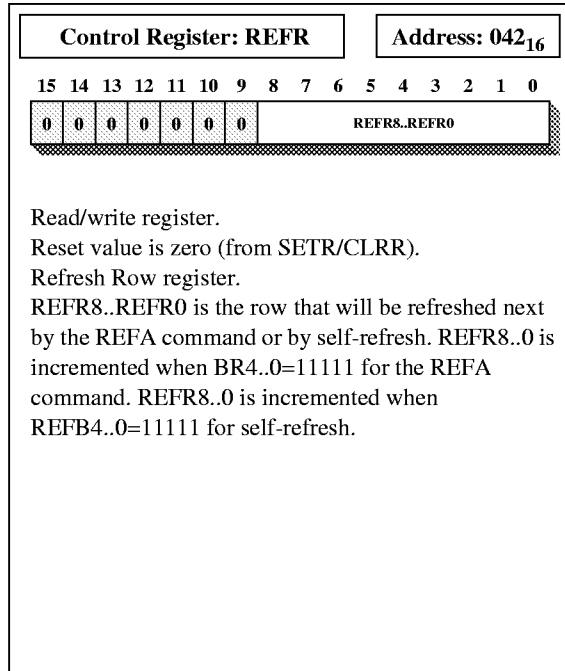 Control Register: REFR
Address: 042₁₆
15 14 13 12 11 10 9 8 7 6 5 4 3 2 1 0
0 0 0 0 0 0 0 REFR8..REFR0
Read/write register.
Reset value is zero (from SETR/CLRR).
Refresh Row register.
REFR8..REFR0 is the row that will be refreshed next
by the REFA command or by self-refresh. REFR8..0 is
incremented when BR4..0=11111 for the REFA
command. REFR8..0 is incremented when
REFB4..0=11111 for self-refresh.